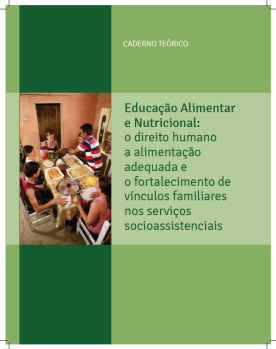 CADERNO TEÓRICO
Educação Alimentar
e Nutricional:
o direito humano
a alimentação
adequada e
o fortalecimento de
vínculos familiares
nos serviços
socioassistenciais